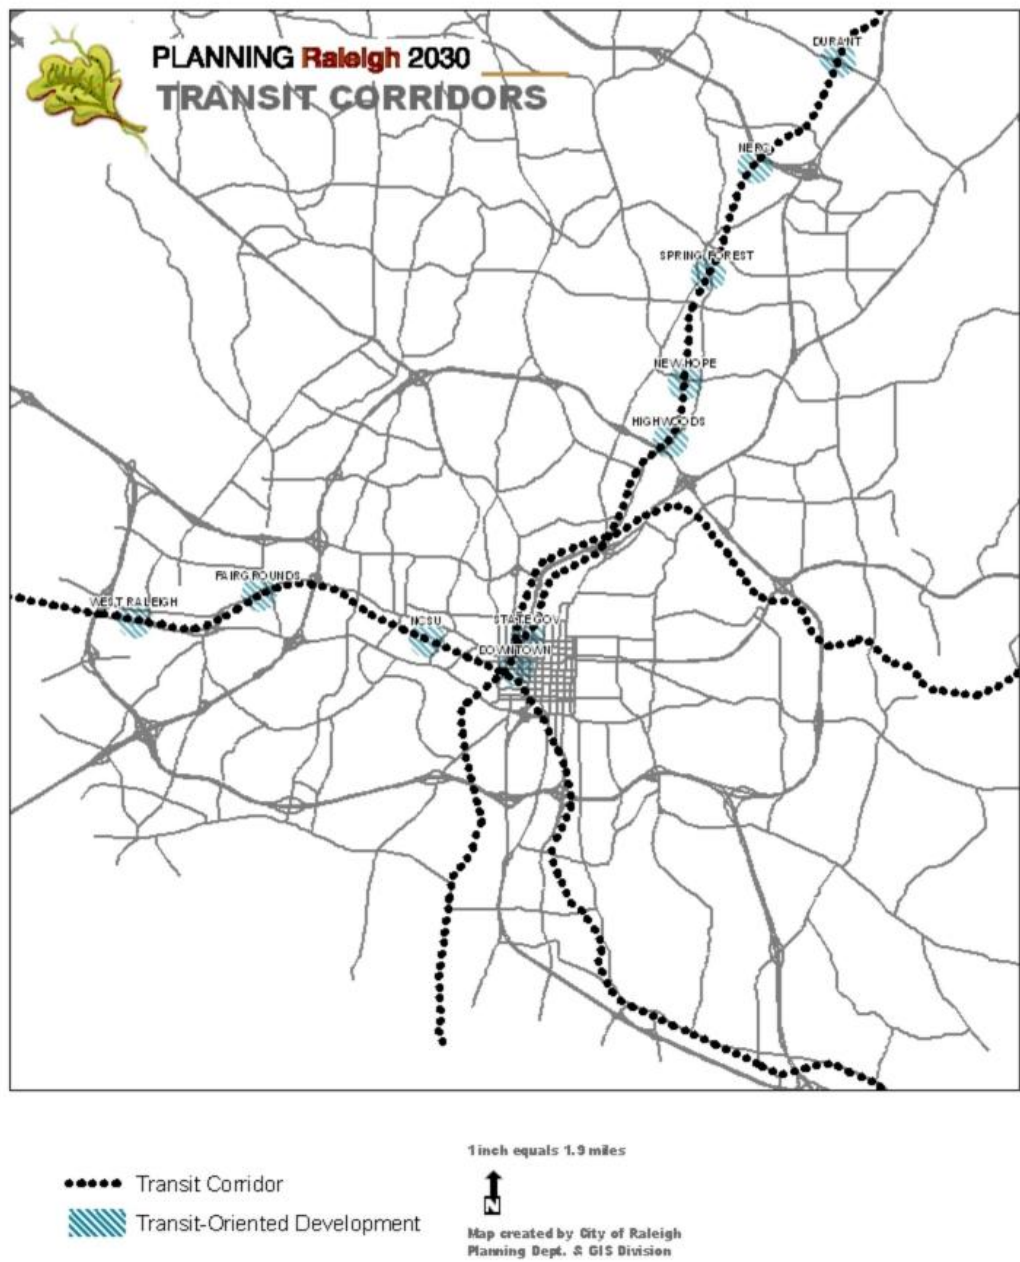 PLANNING Raleigh 2030
TRANSIT CORRIDORS
DURANT
NERC
SPRING FOREST
NEW HOPE
HIGHWOODS
FAIRGROUNDS
WEST RALEIGH
NCSU
STATE GOV
DOWNTOWN
1 inch equals 1.9 miles
N
Transit Corridor
Transit-Oriented Development
Map created by City of Raleigh
Planning Dept. & GIS Division